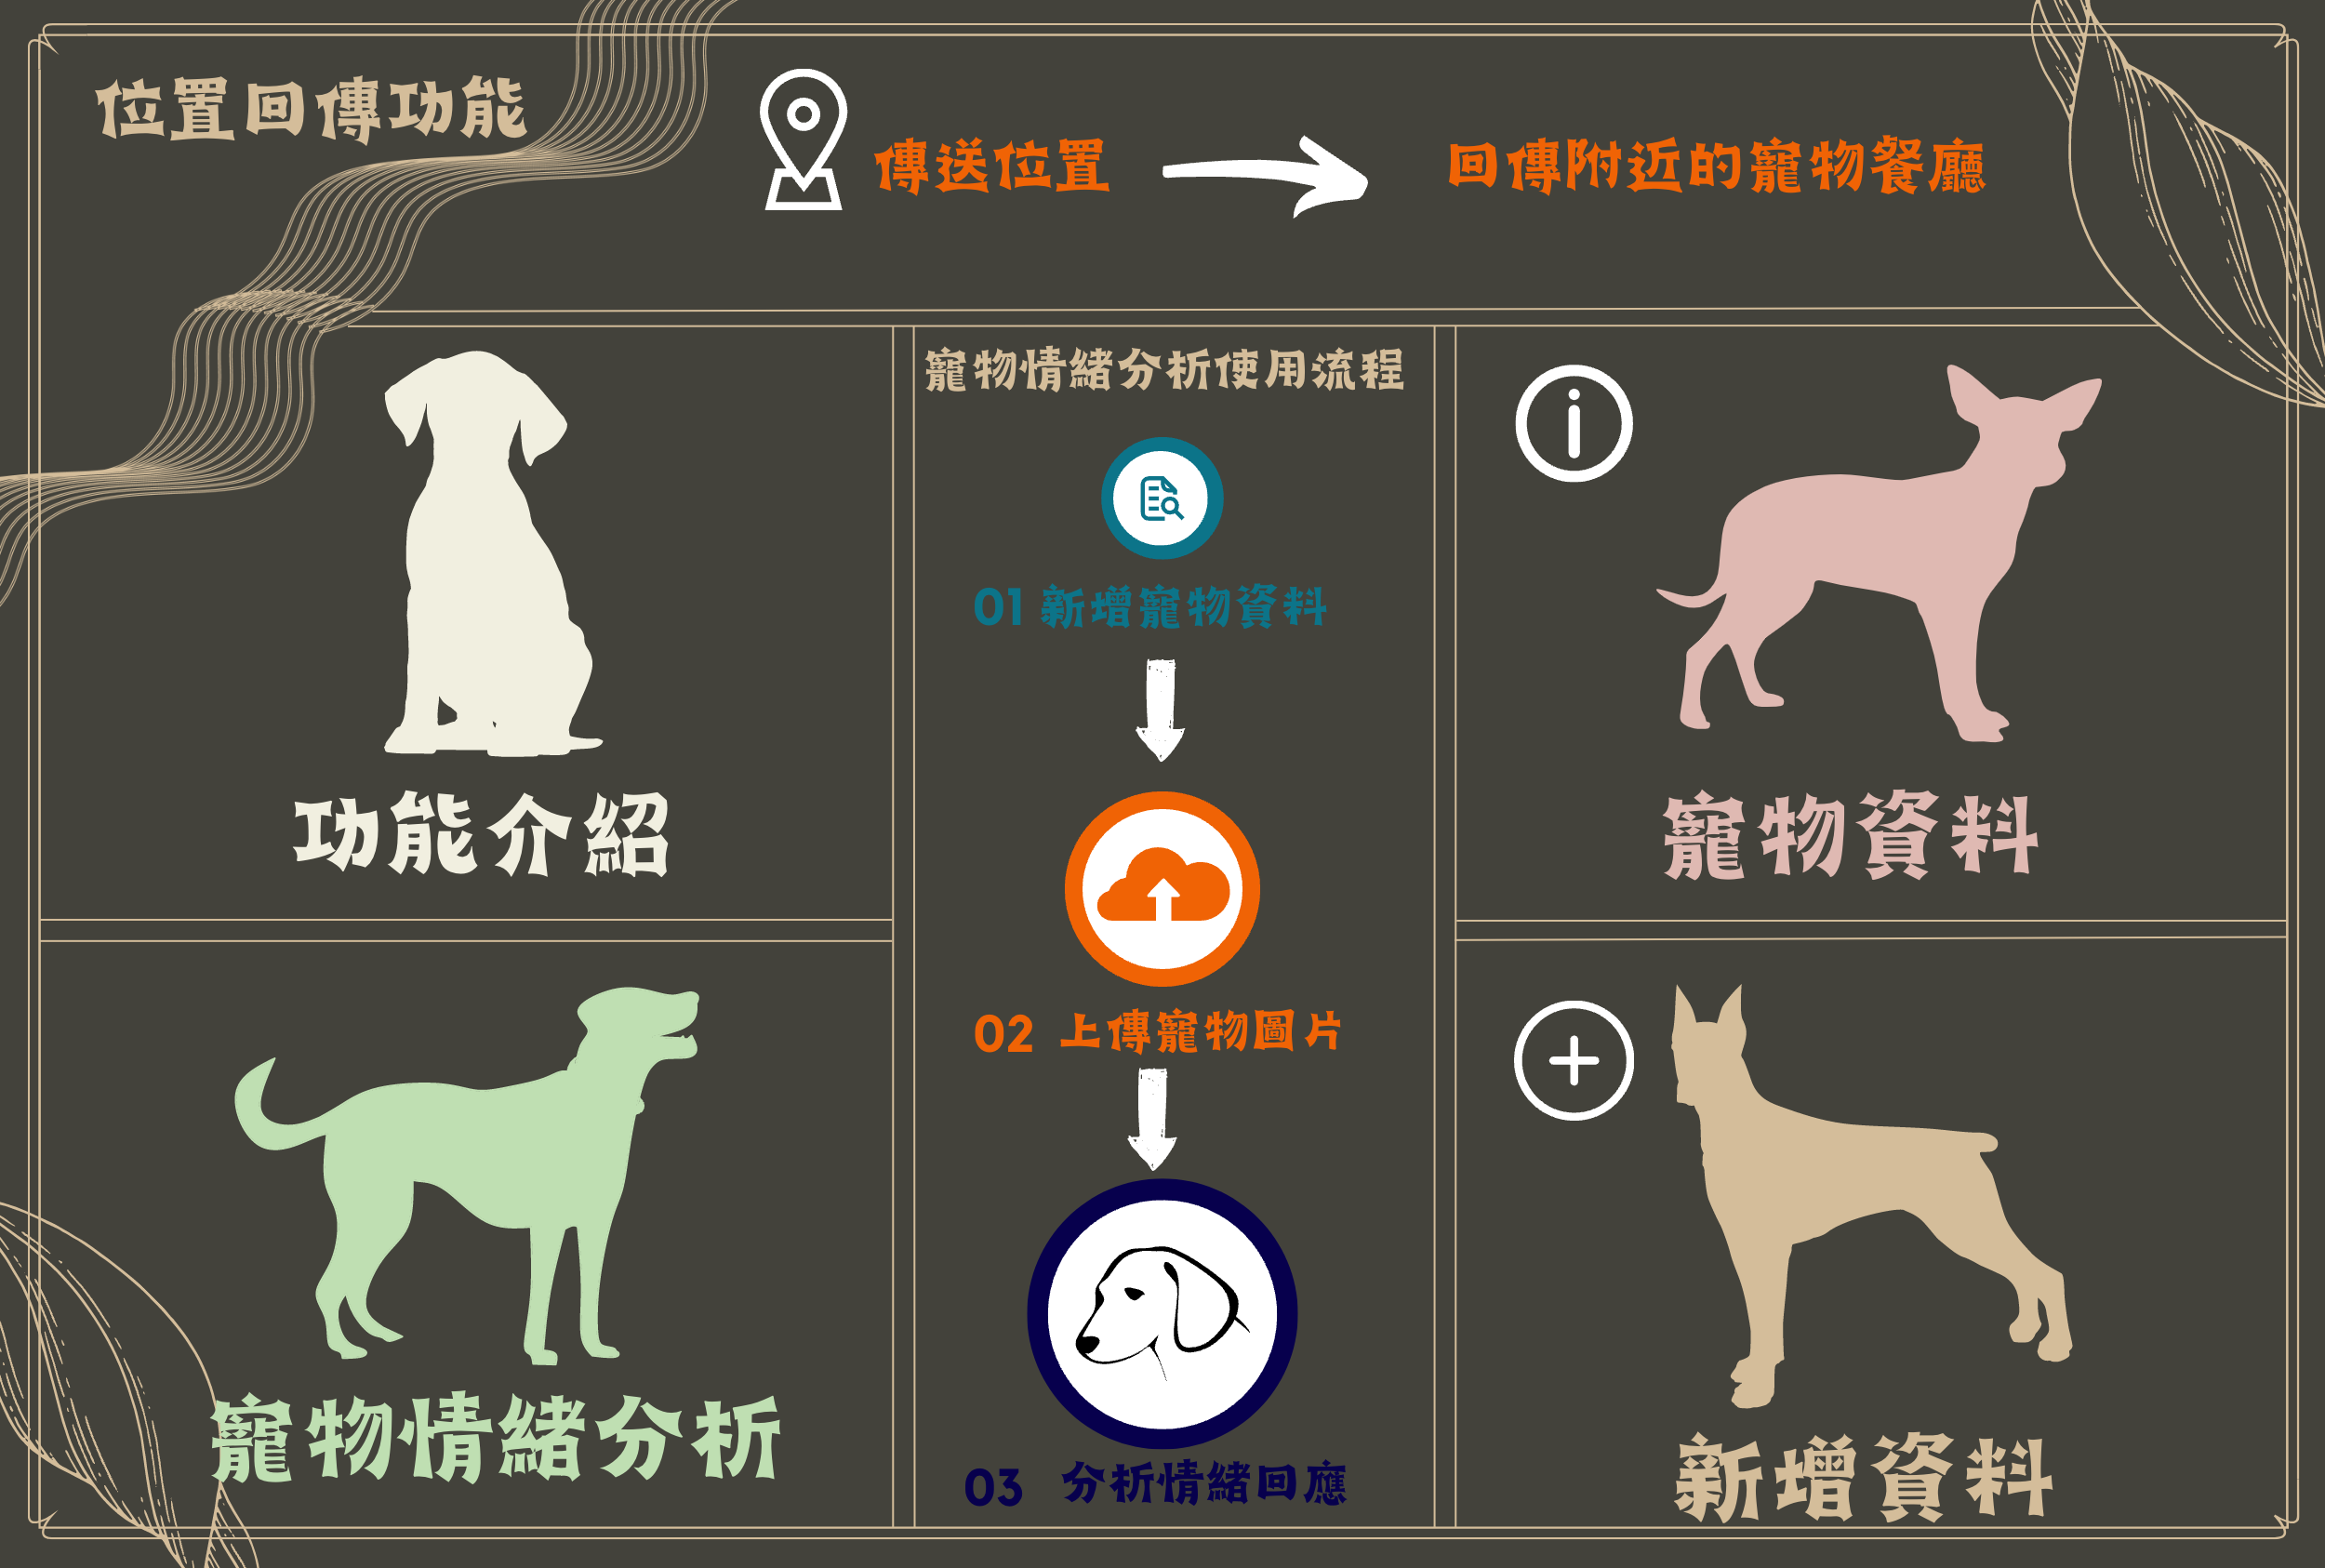 位置回傳功能
傳送位置
回傳附近的寵物餐廳
寵物情緒分析使用流程
01 新增寵物資料
02 上傳寵物圖片
03 分析情緒回應
功能介紹
寵物情緒分析
寵物資料
新增資料